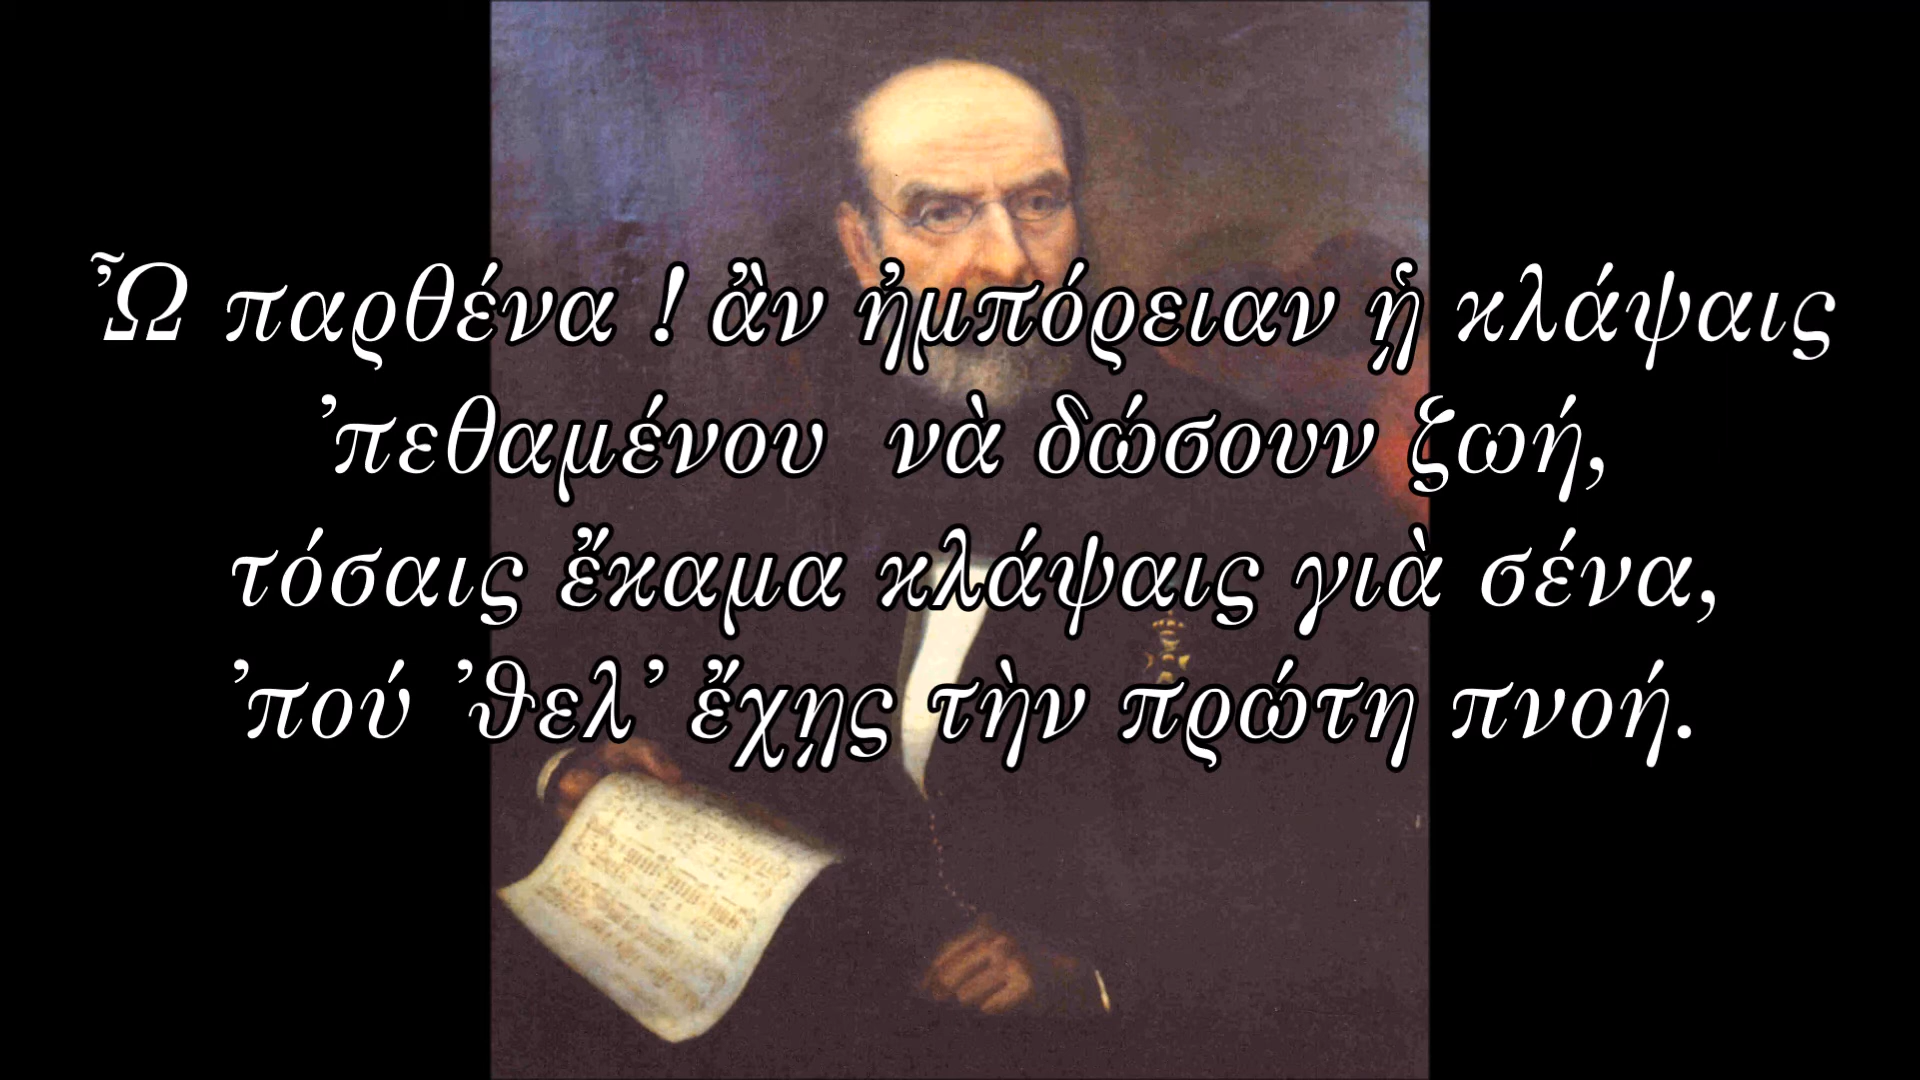 Ὦ παρθένα ! ἂν ἠμπόρειαν ᾑ κλάψαις
᾿πεθαμένου νὰ δώσουν ζωή,
τόσαις ἔκαμα κλάψαις γιὰ σένα,
᾿πού ᾿θελ᾿ ἔχῃς τὴν πρώτη πνοή.